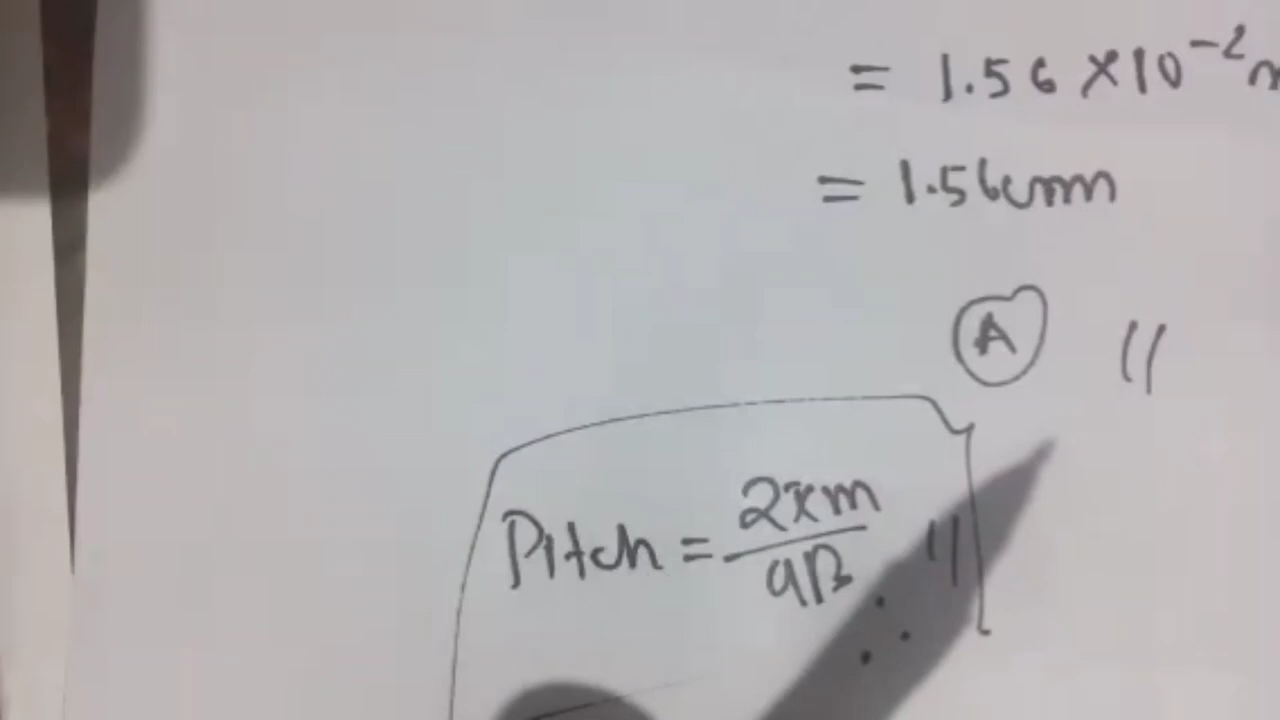 = 1.56 × 10⁻² m
= 1.56cm
A //
Pitch = 2πm / qB //